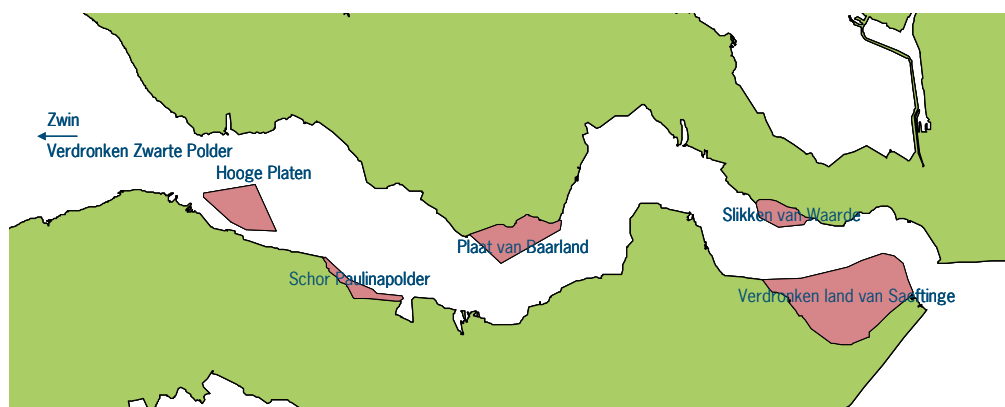 Zwin
Verdronken Zwarte Polder
Hooge Platen
Slikken van Waarde
Plaat van Baarland
Schor Paulinapolder
Verdronken land van Saeftinge